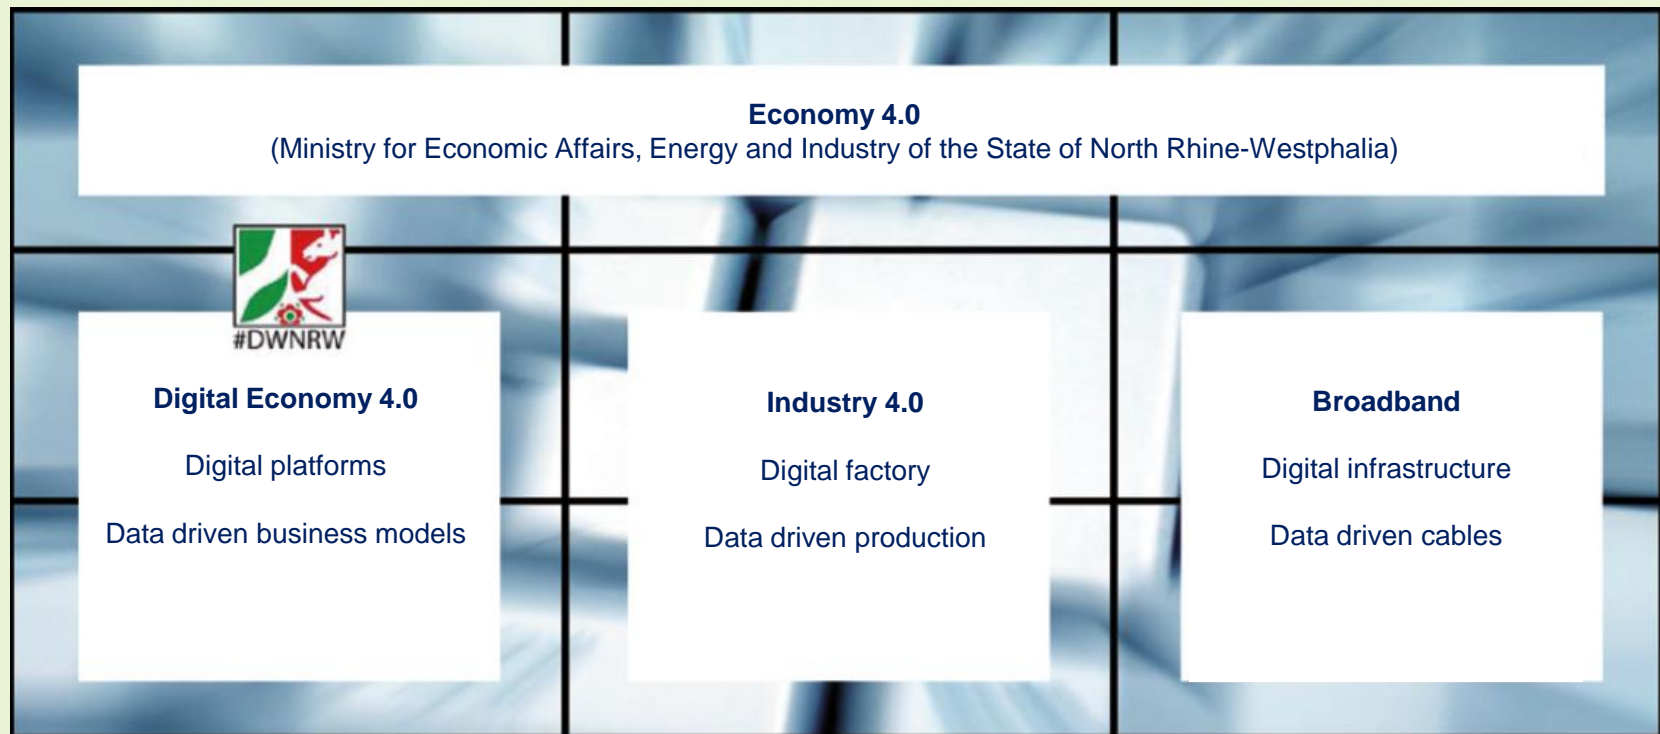 Economy 4.0
(Ministry for Economic Affairs, Energy and Industry of the State of North Rhine-Westphalia)
#DWNRW
Digital Economy 4.0
Digital platforms
Data driven business models
Industry 4.0
Digital factory
Data driven production
Broadband
Digital infrastructure
Data driven cables